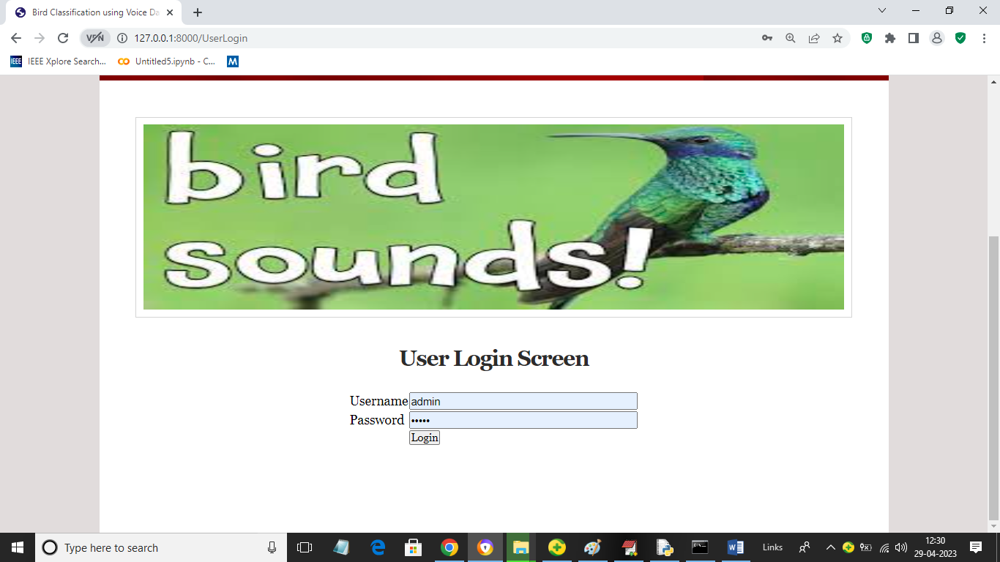 Bird Classification using Voice Da
VPN
127.0.0.1:8000/UserLogin
IEEE
IEEE Xplore Search...
Untitled5.ipynb - C...
M
bird
sounds!
User Login Screen
Username admin
Password •••••
Login
Type here to search
Links
12:30
29-04-2023